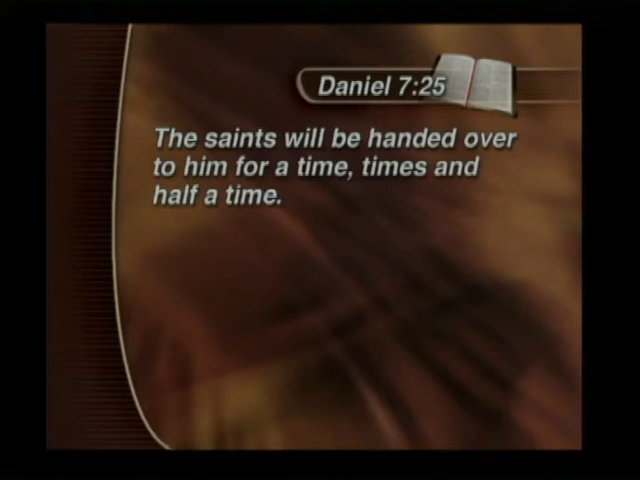 Daniel 7:25
The saints will be handed over
to him for a time, times and
half a time.